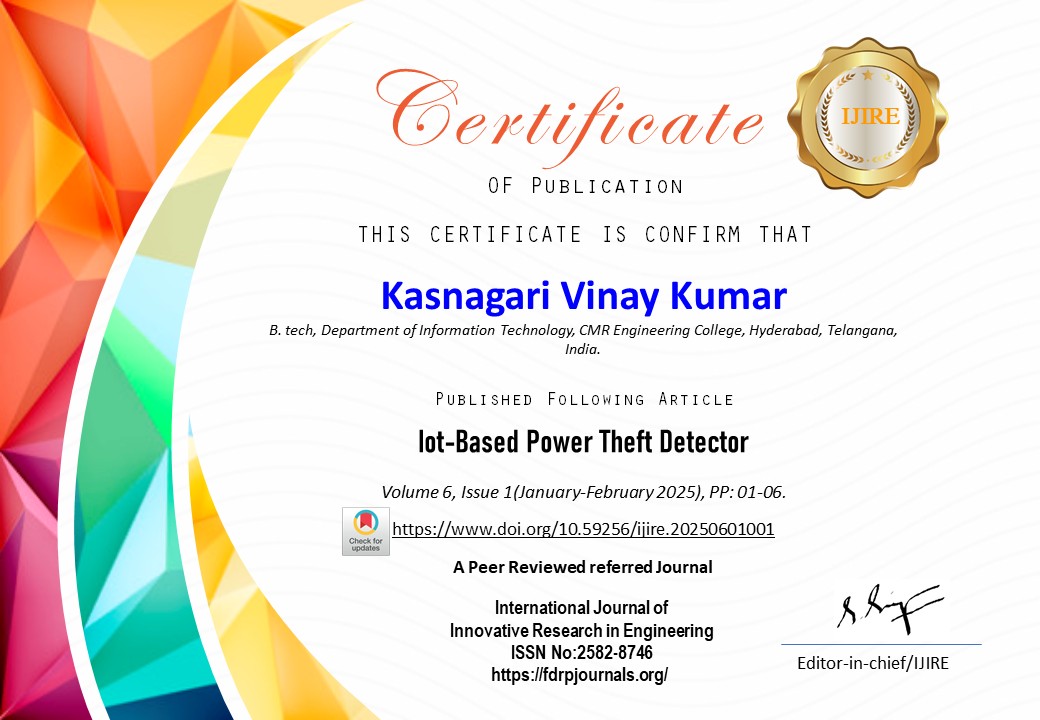 Certificate
IJIRE
OF PUBLICATION
THIS CERTIFICATE IS CONFIRM THAT
Kasnagari Vinay Kumar
B. tech, Department of Information Technology, CMR Engineering College, Hyderabad, Telangana,
India.
PUBLISHED FOLLOWING ARTICLE
Iot-Based Power Theft Detector
Volume 6, Issue 1(January-February 2025), PP: 01-06.
Check for
updates
https://www.doi.org/10.59256/ijire.20250601001
A Peer Reviewed referred Journal
International Journal of
Innovative Research in Engineering
ISSN No:2582-8746
https://fdrpjournals.org/
Editor-in-chief/IJIRE